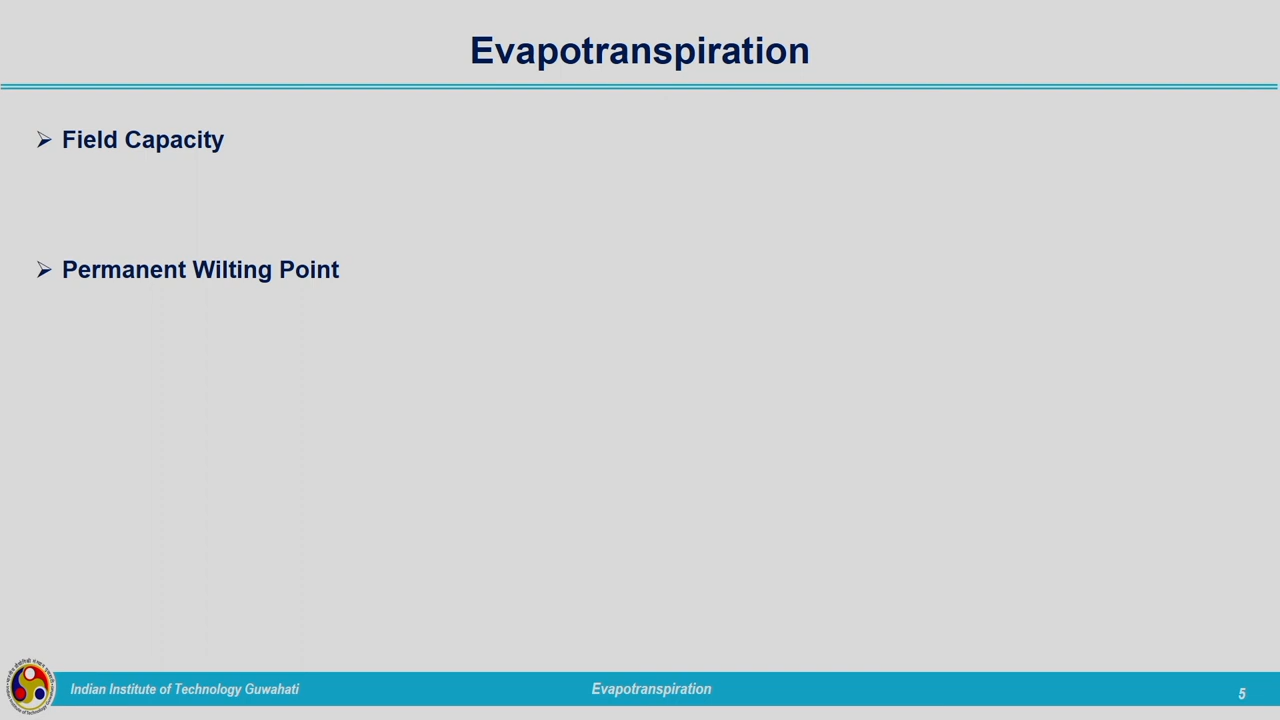 Evapotranspiration
➢ Field Capacity
➢ Permanent Wilting Point
Indian Institute of Technology Guwahati
Evapotranspiration
5